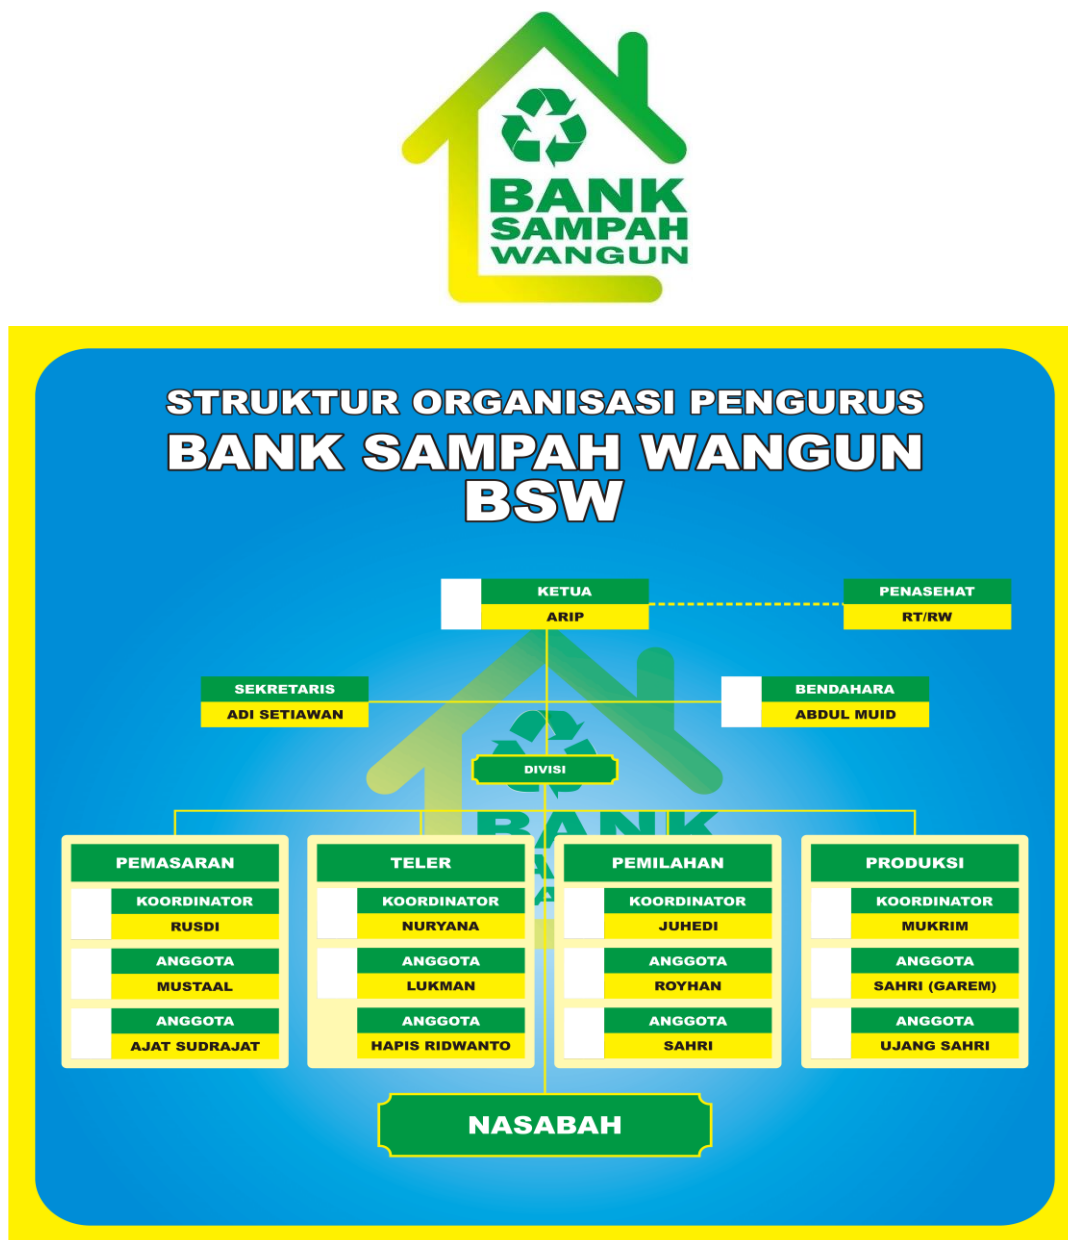 BANK
SAMPAH
WANGUN
STRUKTUR ORGANISASI PENGURUS
BANK SAMPAH WANGUN
BSW
KETUA
ARIP
PENASEHAT
RT/RW
SEKRETARIS
ADI SETIAWAN
BENDAHARA
ABDUL MUID
DIVISI
BANK
PEMASARAN
KOORDINATOR
RUSDI
ANGGOTA
MUSTAAL
ANGGOTA
AJAT SUDRAJAT
TELER
KOORDINATOR
NURYANA
ANGGOTA
LUKMAN
ANGGOTA
HAPIS RIDWANTO
PEMILAHAN
KOORDINATOR
JUHEDI
ANGGOTA
ROYHAN
ANGGOTA
SAHRI
PRODUKSI
KOORDINATOR
MUKRIM
ANGGOTA
SAHRI (GAREM)
ANGGOTA
UJANG SAHRI
NASABAH